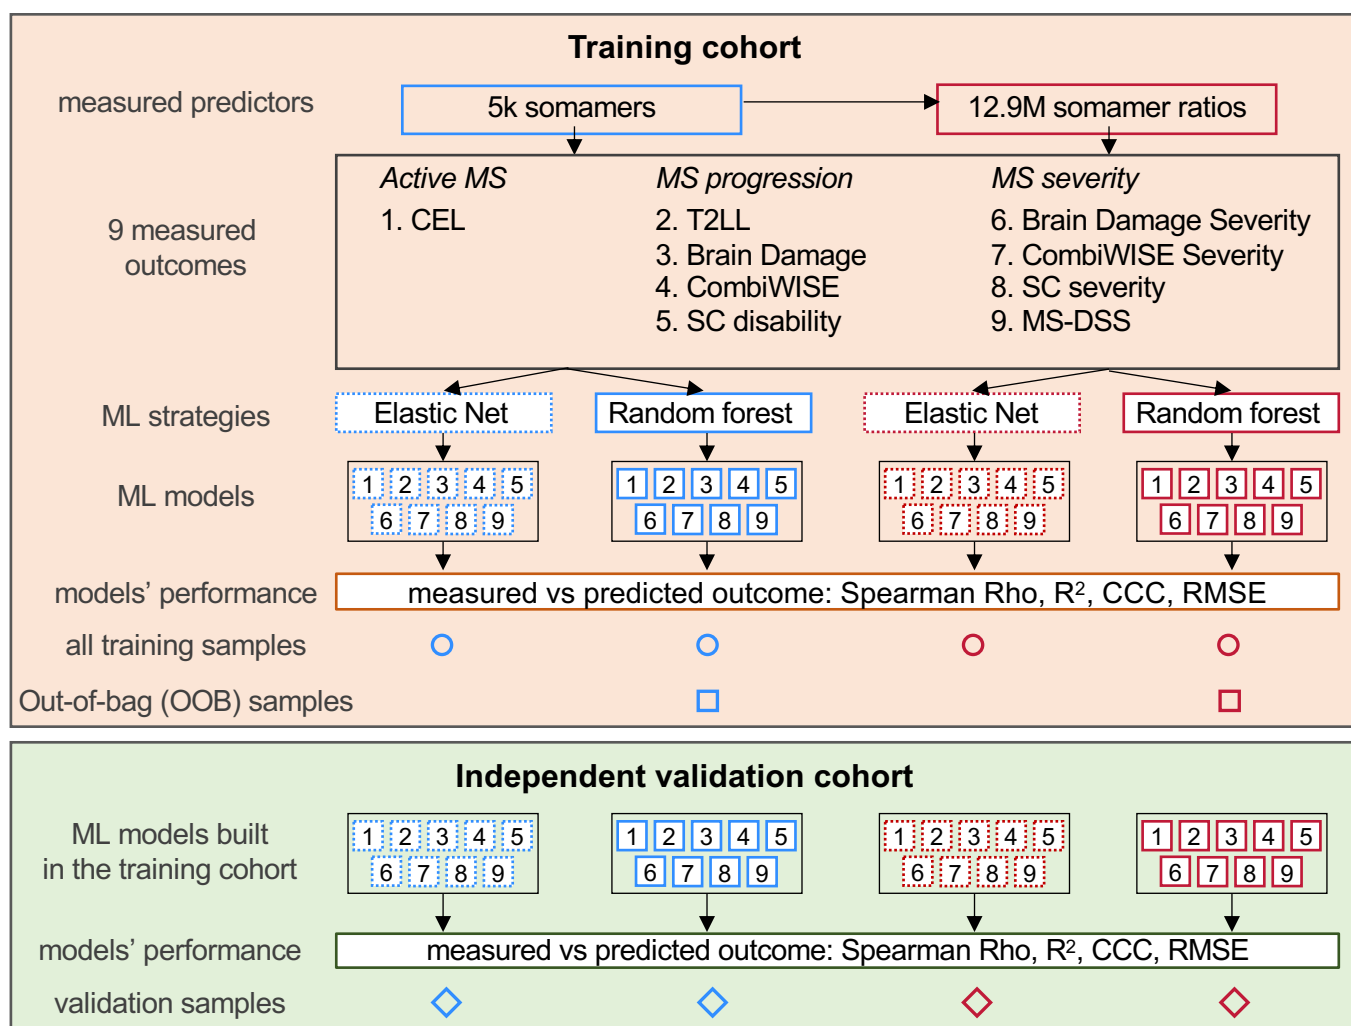 Training cohort
measured predictors
5k somamers
12.9M somamer ratios
9 measured
outcomes
Active MS
1. CEL
MS progression
2. T2LL
3. Brain Damage
4. CombiWISE
5. SC disability
MS severity
6. Brain Damage Severity
7. CombiWISE Severity
8. SC severity
9. MS-DSS
ML strategies
Elastic Net
Random forest
Elastic Net
Random forest
ML models
1 2 3 4 5
6 7 8 9
1 2 3 4 5
6 7 8 9
1 2 3 4 5
6 7 8 9
1 2 3 4 5
6 7 8 9
models’ performance
measured vs predicted outcome: Spearman Rho, R², CCC, RMSE
all training samples
Out-of-bag (OOB) samples
Independent validation cohort
ML models built
in the training cohort
1 2 3 4 5
6 7 8 9
1 2 3 4 5
6 7 8 9
1 2 3 4 5
6 7 8 9
1 2 3 4 5
6 7 8 9
models’ performance
measured vs predicted outcome: Spearman Rho, R², CCC, RMSE
validation samples